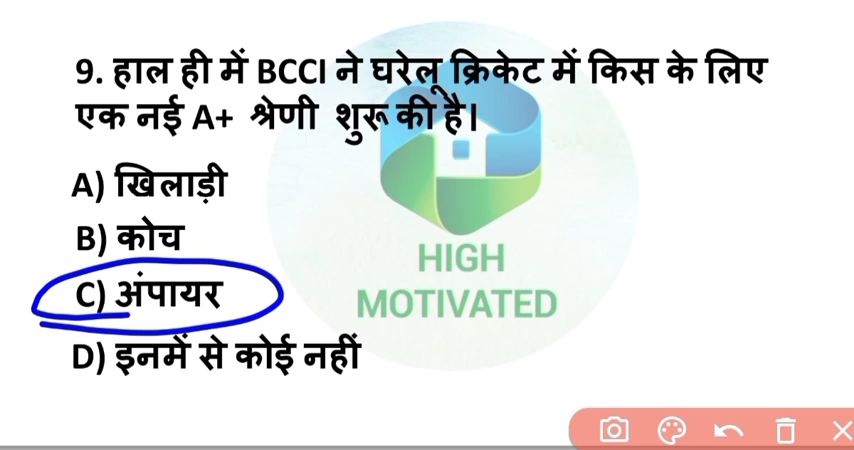 9. हाल ही में BCCI ने घरेलू क्रिकेट में किस के लिए
एक नई A+ श्रेणी शुरू की है।
A) खिलाड़ी
B) कोच
C) अंपायर
D) इनमें से कोई नहीं
HIGH
MOTIVATED